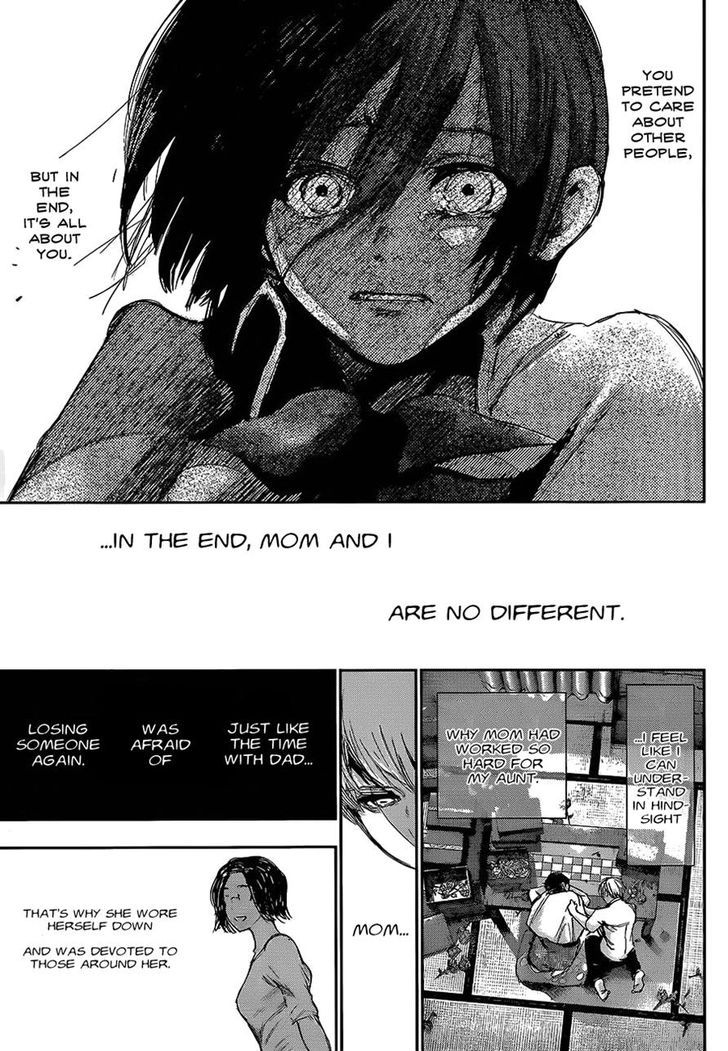 YOU
PRETEND
TO CARE
ABOUT
OTHER
PEOPLE,
BUT IN
THE
END,
IT'S ALL
ABOUT
YOU.
...IN THE END, MOM AND I
ARE NO DIFFERENT.
...I FEEL
LIKE I
CAN
UNDER-
STAND
IN HIND-
SIGHT
WHY MOM HAD
WORKED SO
HARD FOR
MY AUNT.
MOM...
JUST LIKE
THE TIME
WITH DAD...
WAS
AFRAID
OF
LOSING
SOMEONE
AGAIN.
THAT'S WHY SHE WORE
HERSELF DOWN
AND WAS DEVOTED TO
THOSE AROUND HER.